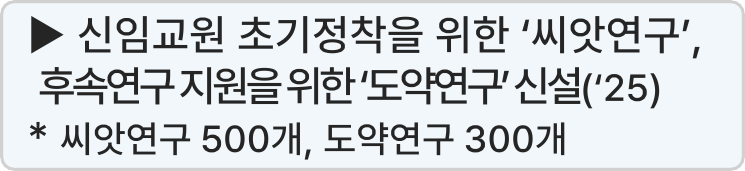 ▶ 신임교원 초기정착을 위한 ‘씨앗연구’,
후속연구 지원을 위한 ‘도약연구’ 신설(‘25)
* 씨앗연구 500개, 도약연구 300개